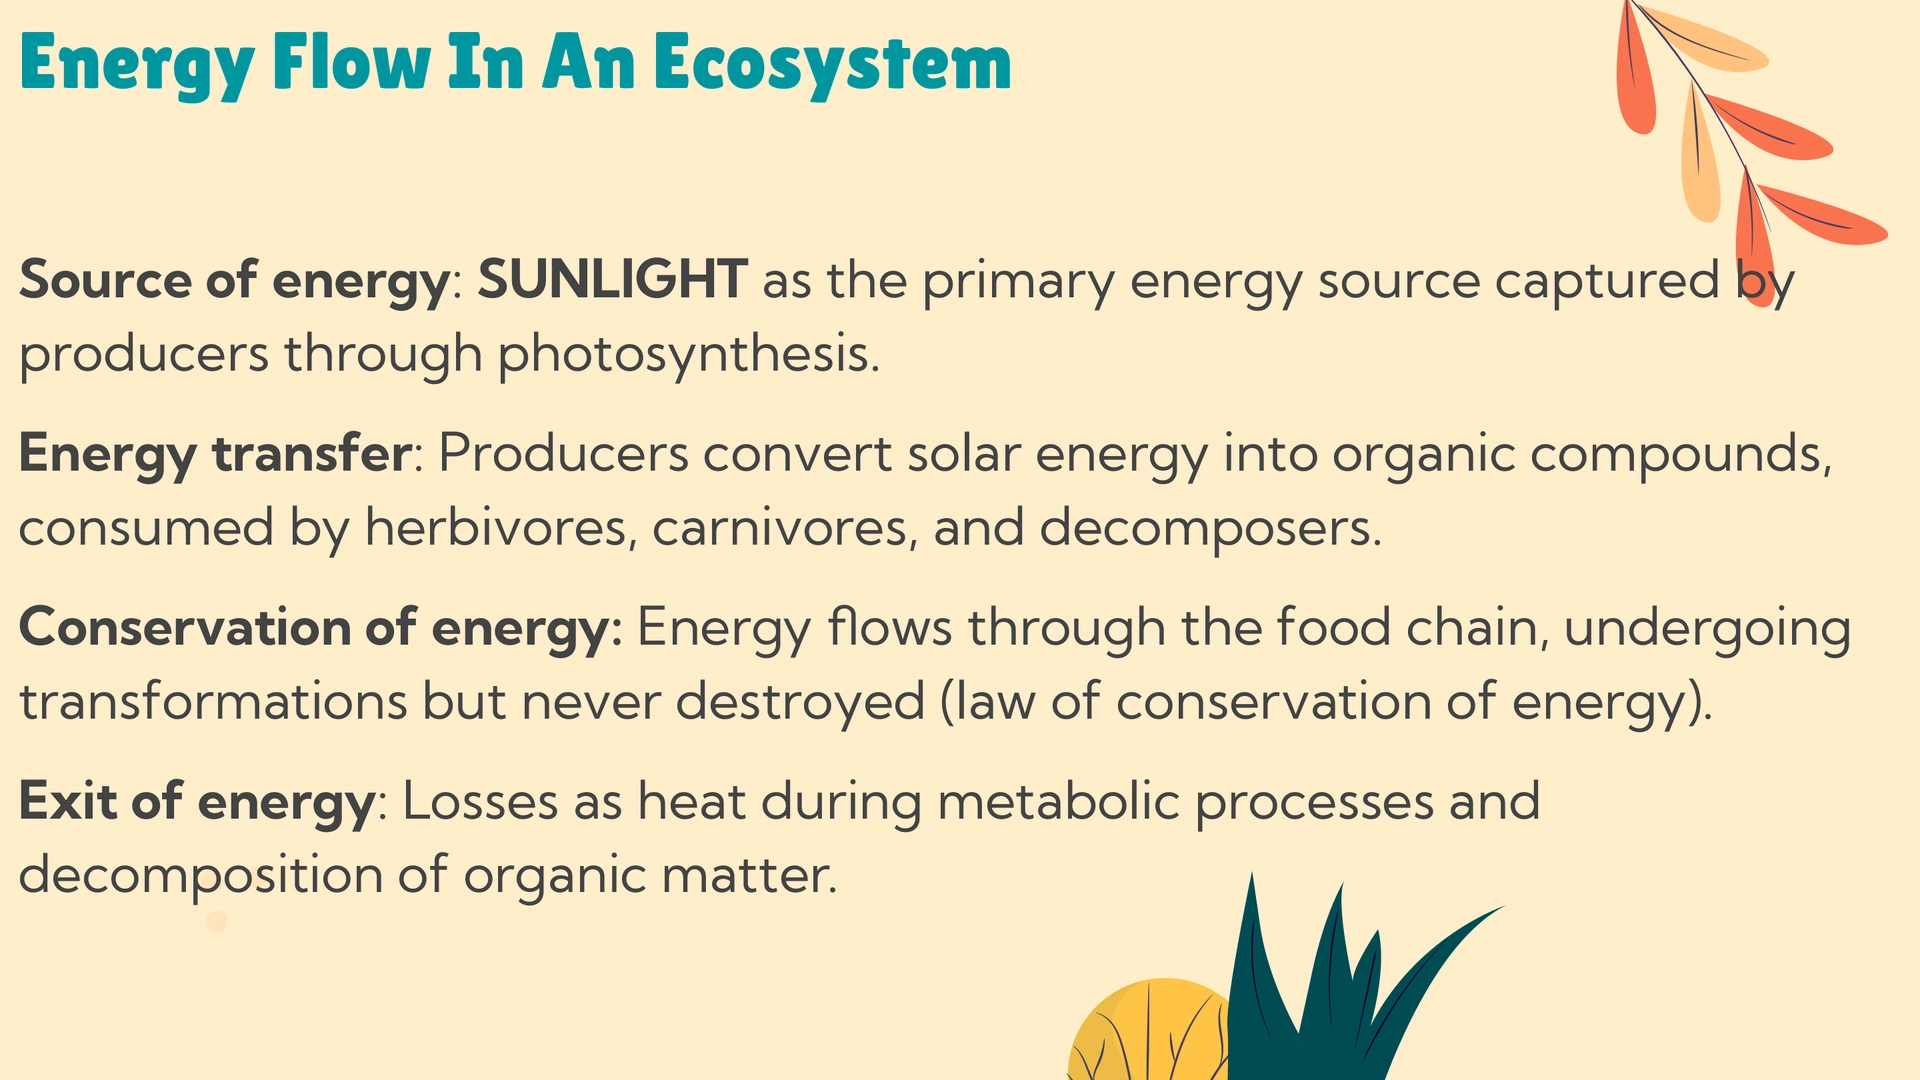 Energy Flow In An Ecosystem
Source of energy: SUNLIGHT as the primary energy source captured by
producers through photosynthesis.
Energy transfer: Producers convert solar energy into organic compounds,
consumed by herbivores, carnivores, and decomposers.
Conservation of energy: Energy flows through the food chain, undergoing
transformations but never destroyed (law of conservation of energy).
Exit of energy: Losses as heat during metabolic processes and
decomposition of organic matter.